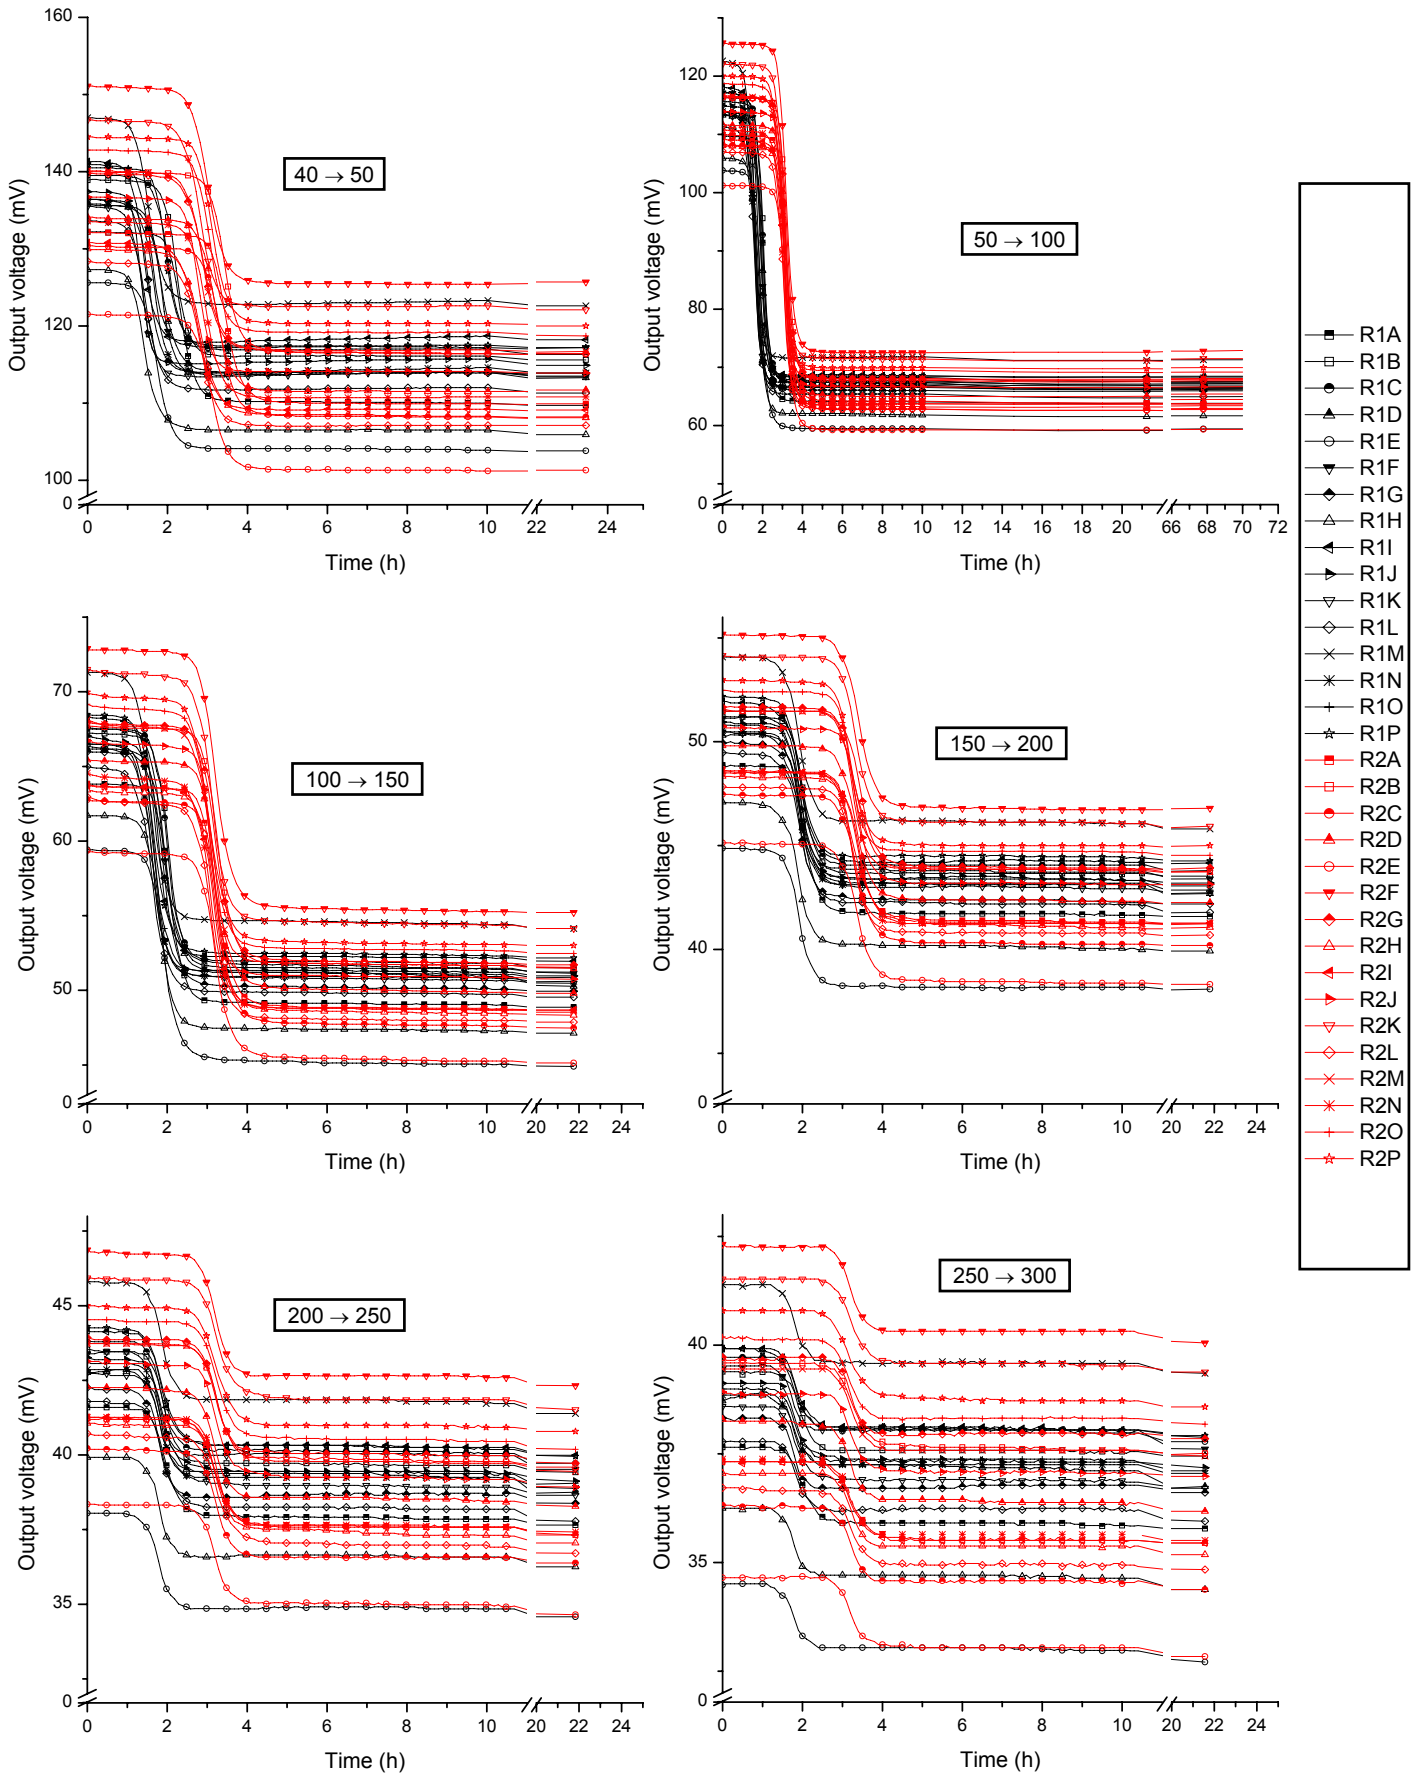 160
140
120
100
0
Output voltage (mV)
40 → 50
0 2 4 6 8 10 22 24
Time (h)
120
100
80
60
0
Output voltage (mV)
50 → 100
0 2 4 6 8 10 12 14 20 21 66 68 70 72
Time (h)
70
60
50
0
Output voltage (mV)
100 → 150
0 2 4 6 8 10 20 22 24
Time (h)
50
40
0
Output voltage (mV)
150 → 200
0 2 4 6 8 10 20 22 24
Time (h)
45
40
35
0
Output voltage (mV)
200 → 250
0 2 4 6 8 10 20 22 24
Time (h)
40
35
0
Output voltage (mV)
250 → 300
0 2 4 6 8 10 20 22 24
Time (h)
R1A
R1B
R1C
R1D
R1E
R1F
R1G
R1H
R1I
R1J
R1K
R1L
R1M
R1N
R1O
R1P
R2A
R2B
R2C
R2D
R2E
R2F
R2G
R2H
R2I
R2J
R2K
R2L
R2M
R2N
R2O
R2P